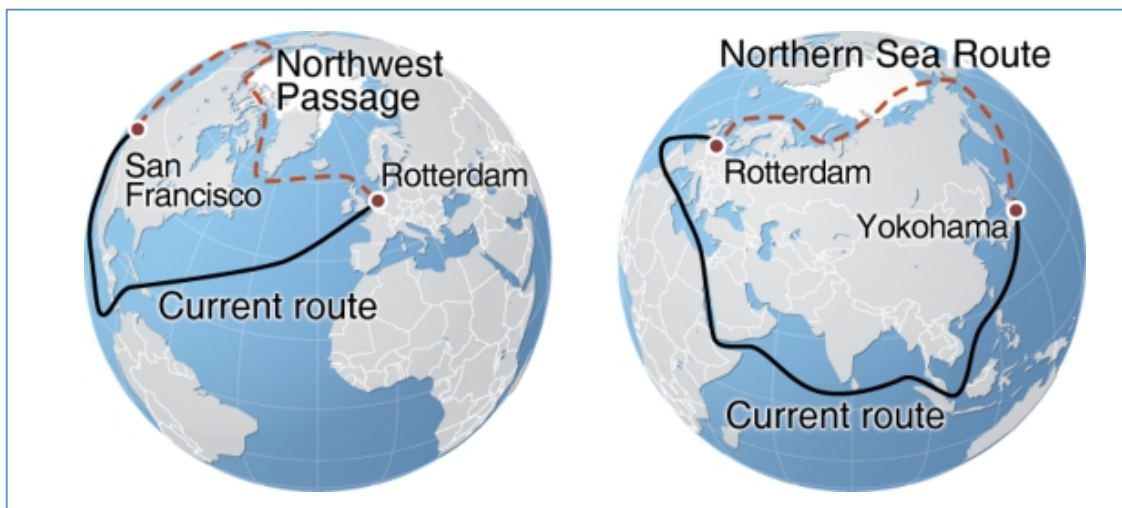 Northwest
Passage
San
Francisco
Rotterdam
Current route
Northern Sea Route
Rotterdam
Yokohama
Current route